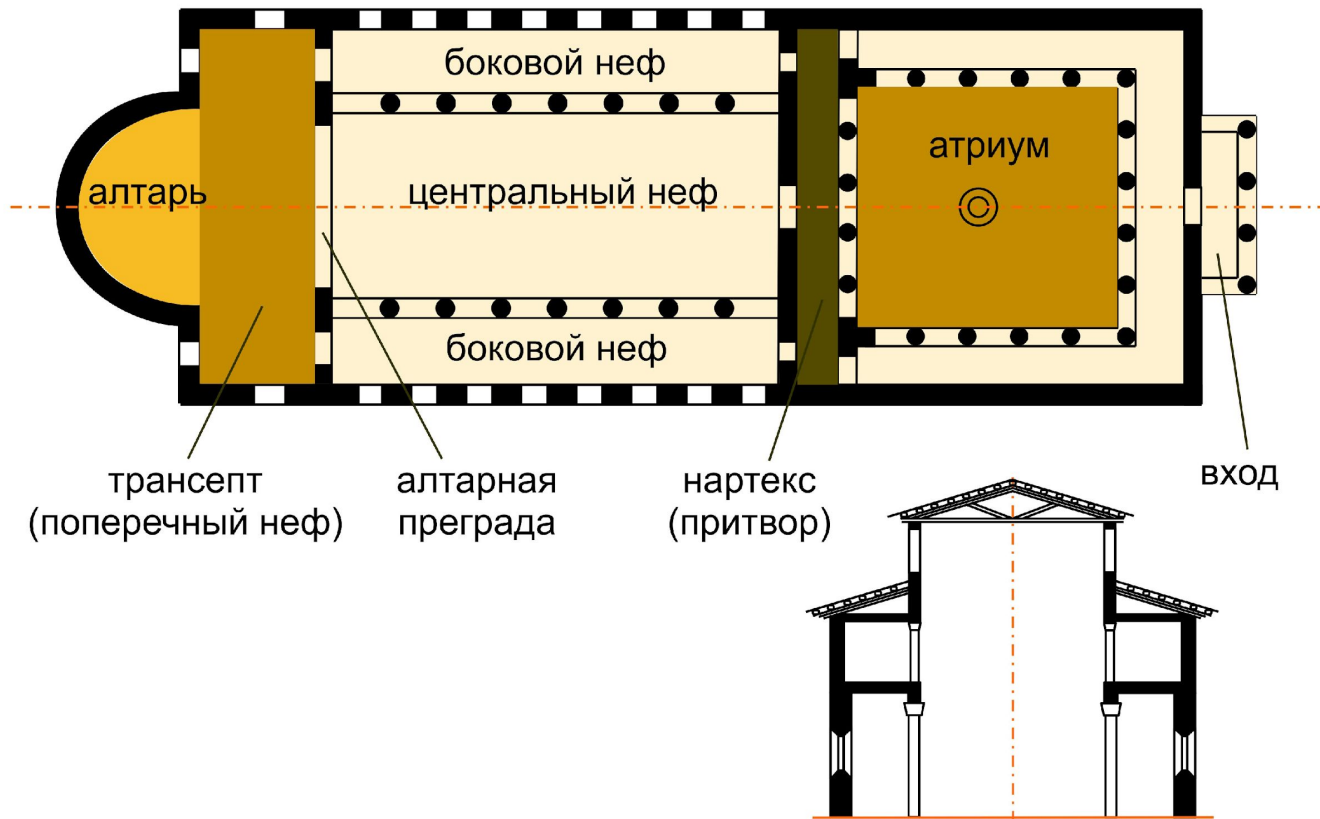 боковой неф
атриум
алтарь
центральный неф
боковой неф
трансепт
(поперечный неф)
алтарная
преграда
нартекс
(притвор)
вход